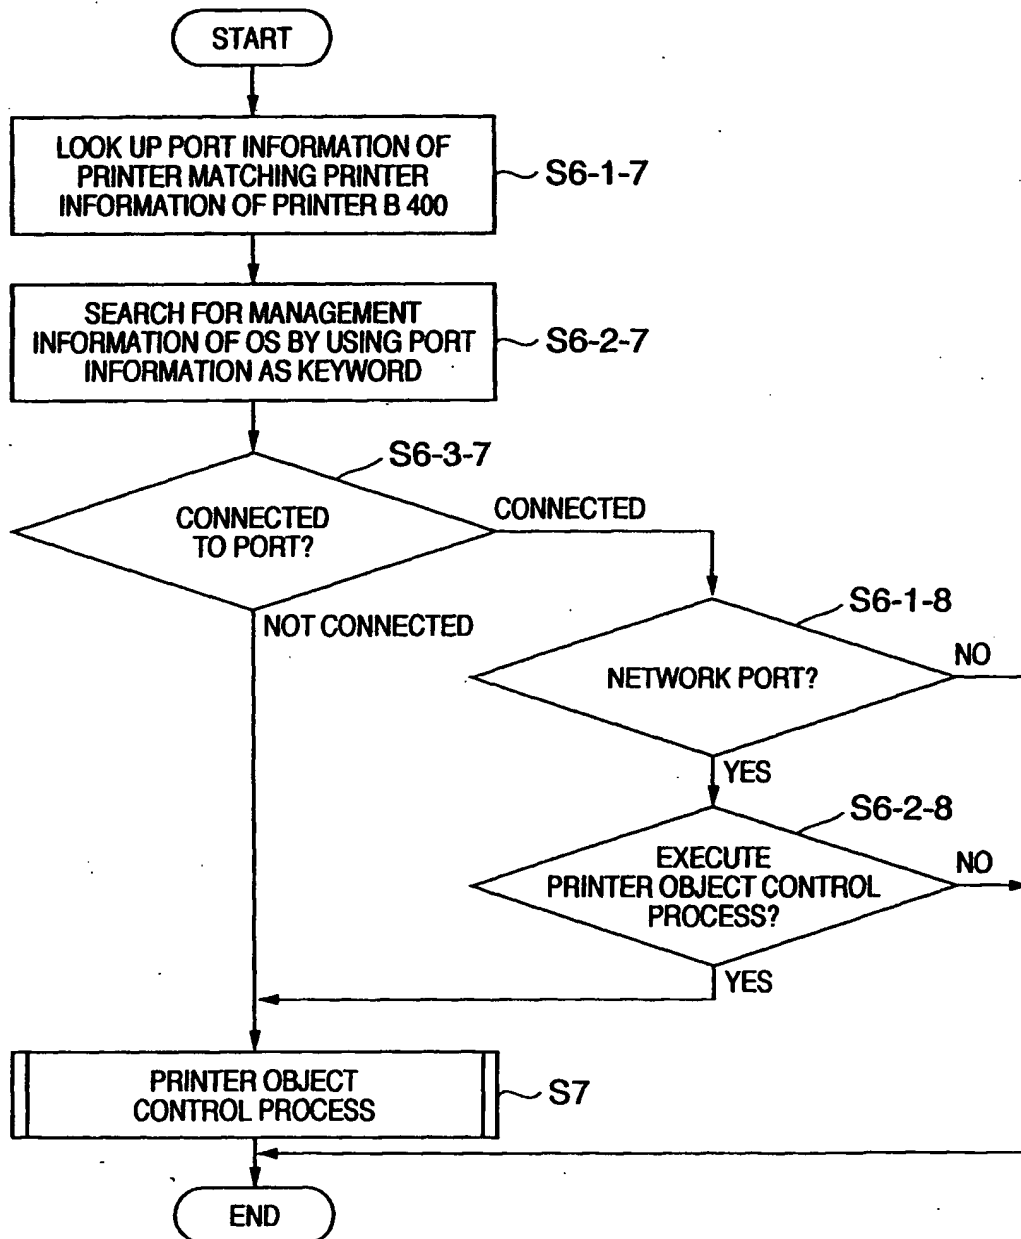 START
LOOK UP PORT INFORMATION OF
PRINTER MATCHING PRINTER
INFORMATION OF PRINTER B 400
S6-1-7
SEARCH FOR MANAGEMENT
INFORMATION OF OS BY USING PORT
INFORMATION AS KEYWORD
S6-2-7
S6-3-7
CONNECTED
TO PORT?
CONNECTED
NOT CONNECTED
S6-1-8
NETWORK PORT?
NO
YES
S6-2-8
EXECUTE
PRINTER OBJECT CONTROL
PROCESS?
NO
YES
PRINTER OBJECT
CONTROL PROCESS
S7
END